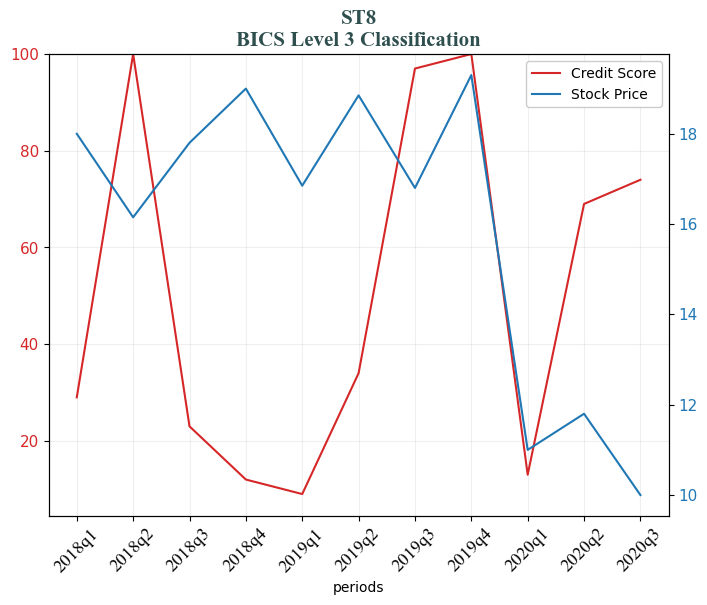 ST8
BICS Level 3 Classification
Credit Score
Stock Price
100
80
60
40
20
18
16
14
12
10
2018q1
2018q2
2018q3
2018q4
2019q1
2019q2
2019q3
2019q4
2020q1
2020q2
2020q3
periods